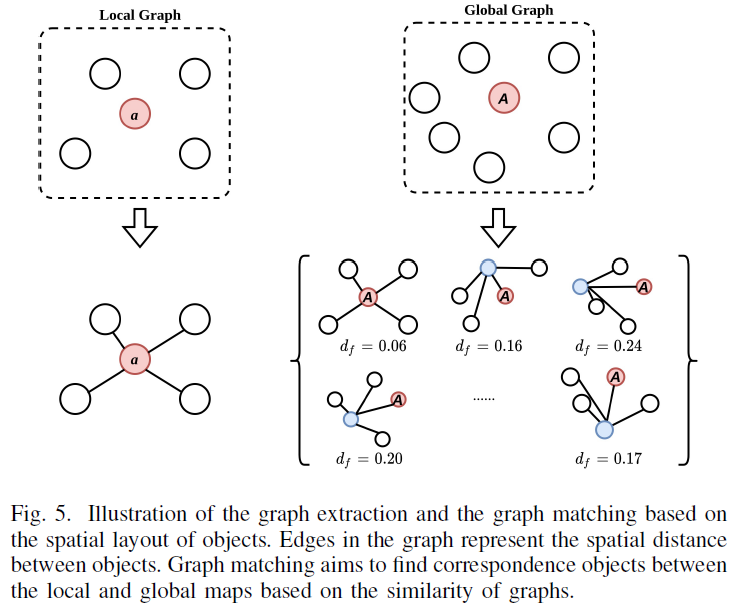 Local Graph
Global Graph
a
A
a
A
A
A
d_f = 0.06
d_f = 0.16
d_f = 0.24
A
A
......
d_f = 0.20
d_f = 0.17
Fig. 5. Illustration of the graph extraction and the graph matching based on
the spatial layout of objects. Edges in the graph represent the spatial distance
between objects. Graph matching aims to find correspondence objects between
the local and global maps based on the similarity of graphs.